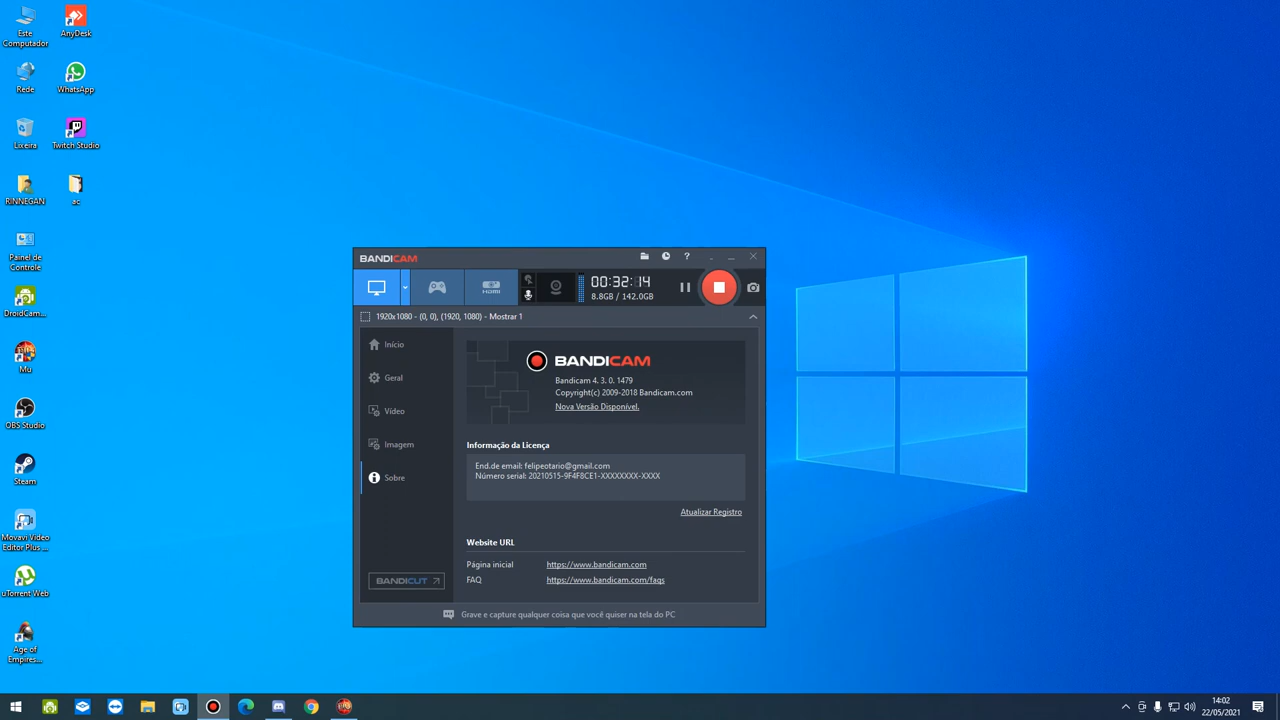 Este
Computador
AnyDesk
Rede
WhatsApp
Lixeira
Twitch Studio
RINNEGAN
ac
Painel de
Controle
DroidCam...
Mu
OBS Studio
Steam
Movavi Video
Editor Plus ...
uTorrent Web
Age of
Empires...
BANDICAM
?
HDMI
00:32:14
8.8GB / 142.0GB
1920x1080 - (0, 0), (1920, 1080) - Mostrar 1
Início
Geral
Vídeo
Imagem
Sobre
BANDICUT
BANDICAM
Bandicam 4. 3. 0. 1479
Copyright(c) 2009-2018 Bandicam.com
Nova Versão Disponível.
Informação da Licença
End.de email: felipeotario@gmail.com
Número serial: 20210515-9F4F8CE1-XXXXXXXX-XXXX
Atualizar Registro
Website URL
Página inicial https://www.bandicam.com
FAQ https://www.bandicam.com/faqs
Grave e capture qualquer coisa que você quiser na tela do PC
14:02
22/05/2021